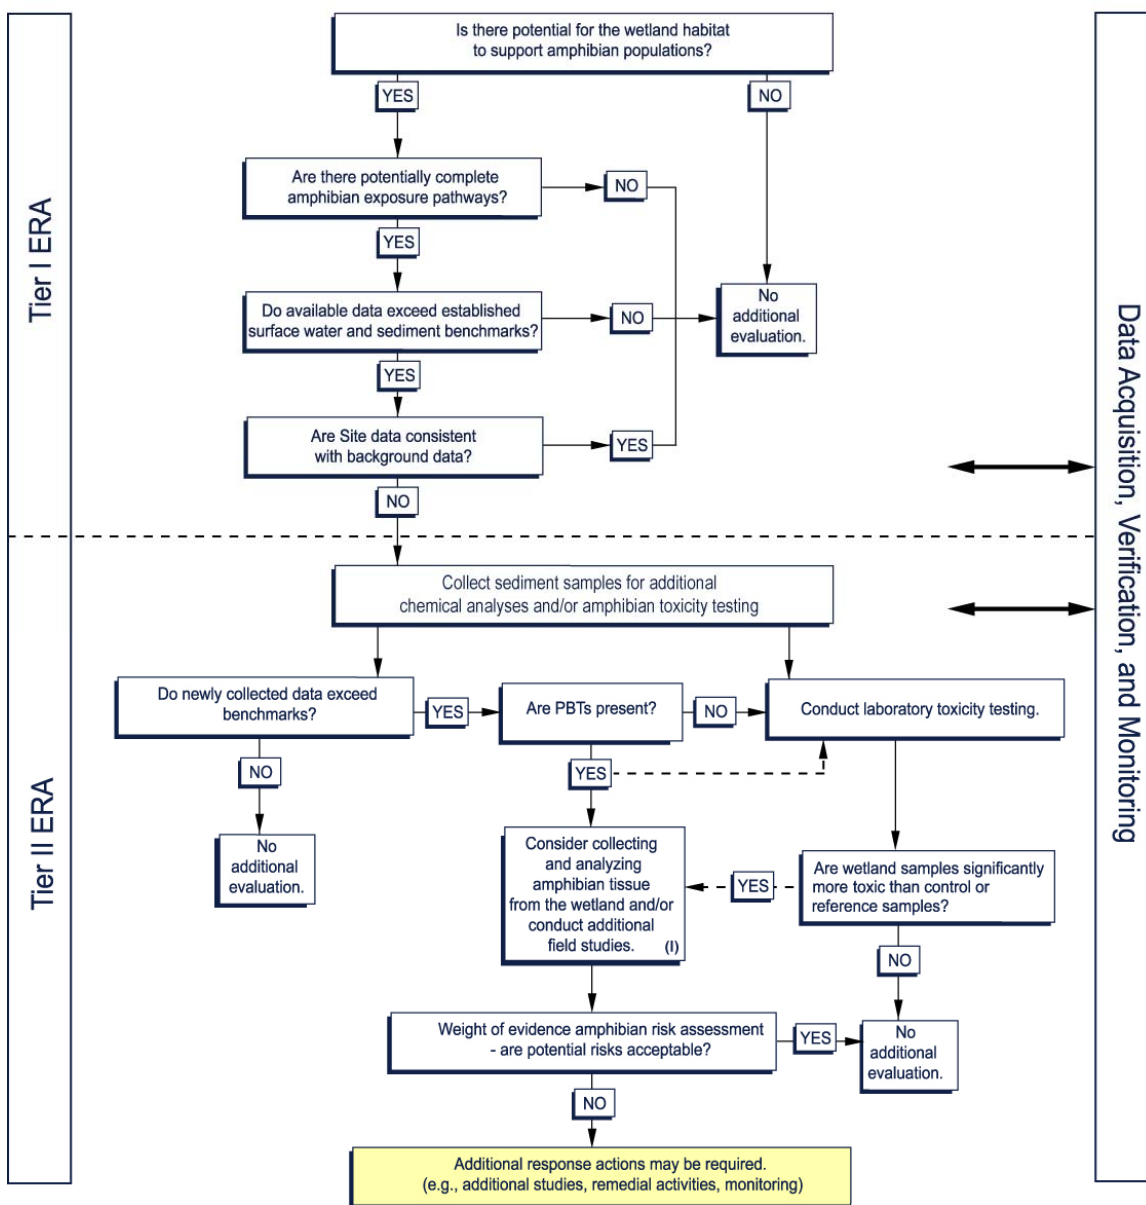 Is there potential for the wetland habitat
to support amphibian populations?
YES
NO
Are there potentially complete
amphibian exposure pathways?
NO
YES
Do available data exceed established
surface water and sediment benchmarks?
NO
No
additional
evaluation.
YES
Are Site data consistent
with background data?
YES
NO
Tier I ERA
Data Acquisition, Verification, and Monitoring
Collect sediment samples for additional
chemical analyses and/or amphibian toxicity testing
Do newly collected data exceed
benchmarks?
YES
Are PBTs present?
NO
Conduct laboratory toxicity testing.
NO
YES
No
additional
evaluation.
Consider collecting
and analyzing
amphibian tissue
from the wetland and/or
conduct additional
field studies.
(I)
YES
Are wetland samples significantly
more toxic than control or
reference samples?
NO
Weight of evidence amphibian risk assessment
- are potential risks acceptable?
YES
No
additional
evaluation.
NO
Additional response actions may be required.
(e.g., additional studies, remedial activities, monitoring)
Tier II ERA